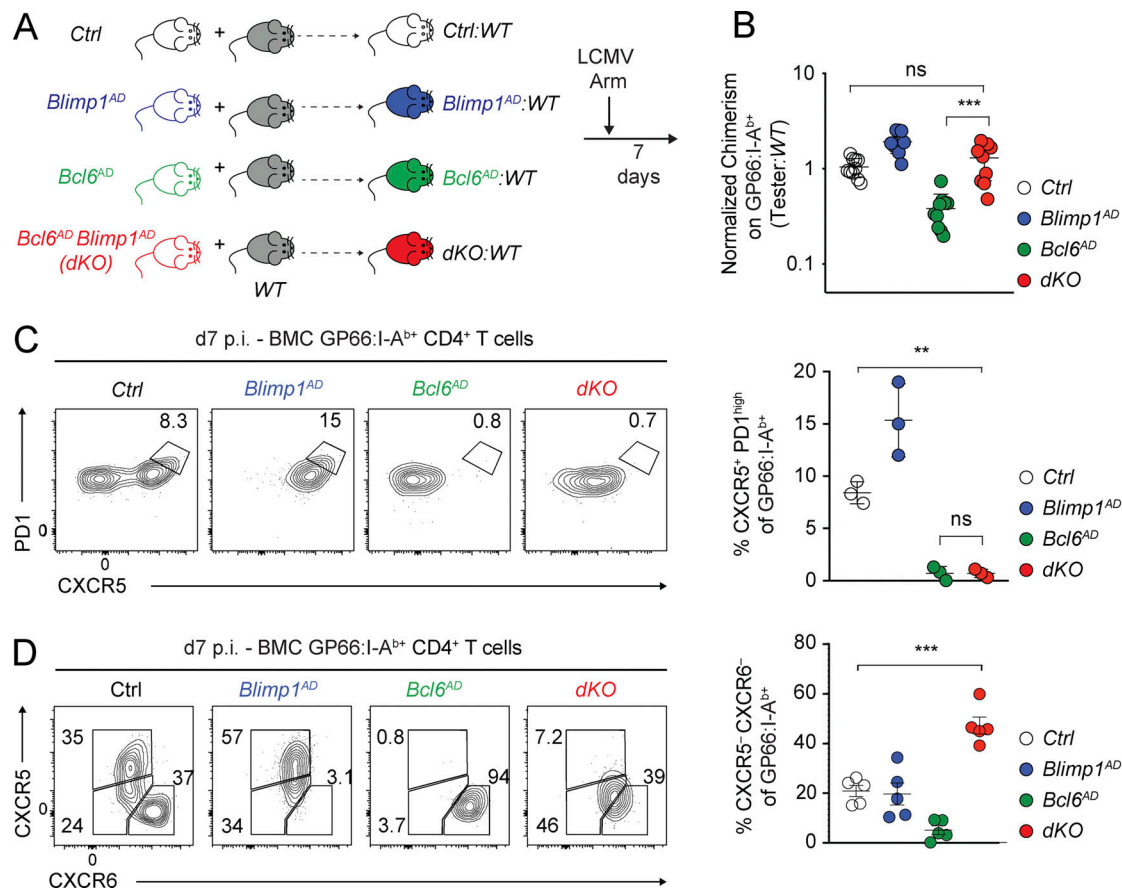 A
Ctrl
+
Ctrl:WT
Blimp1ᴬᴰ
+
Blimp1ᴬᴰ:WT
Bcl6ᴬᴰ
+
Bcl6ᴬᴰ:WT
Bcl6ᴬᴰ Blimp1ᴬᴰ
(dKO)
+
dKO:WT
WT
LCMV
Arm
7
days
B
Normalized Chimerism
on GP66:I-Aᵇ⁺
(Tester:WT)
10
1
0.1
ns
***
Ctrl
Blimp1ᴬᴰ
Bcl6ᴬᴰ
dKO
C
d7 p.i. - BMC GP66:I-Aᵇ⁺ CD4⁺ T cells
Ctrl
Blimp1ᴬᴰ
Bcl6ᴬᴰ
dKO
8.3
15
0.8
0.7
PD1
0
0
CXCR5
% CXCR5⁺ PD1ʰⁱᵍʰ
of GP66:I-Aᵇ⁺
20
15
10
5
0
**
ns
Ctrl
Blimp1ᴬᴰ
Bcl6ᴬᴰ
dKO
D
d7 p.i. - BMC GP66:I-Aᵇ⁺ CD4⁺ T cells
Ctrl
Blimp1ᴬᴰ
Bcl6ᴬᴰ
dKO
35
37
24
57
3.1
34
0.8
94
3.7
7.2
39
46
CXCR5
0
0
CXCR6
% CXCR5⁻ CXCR6⁻
of GP66:I-Aᵇ⁺
80
60
40
20
0
***
Ctrl
Blimp1ᴬᴰ
Bcl6ᴬᴰ
dKO